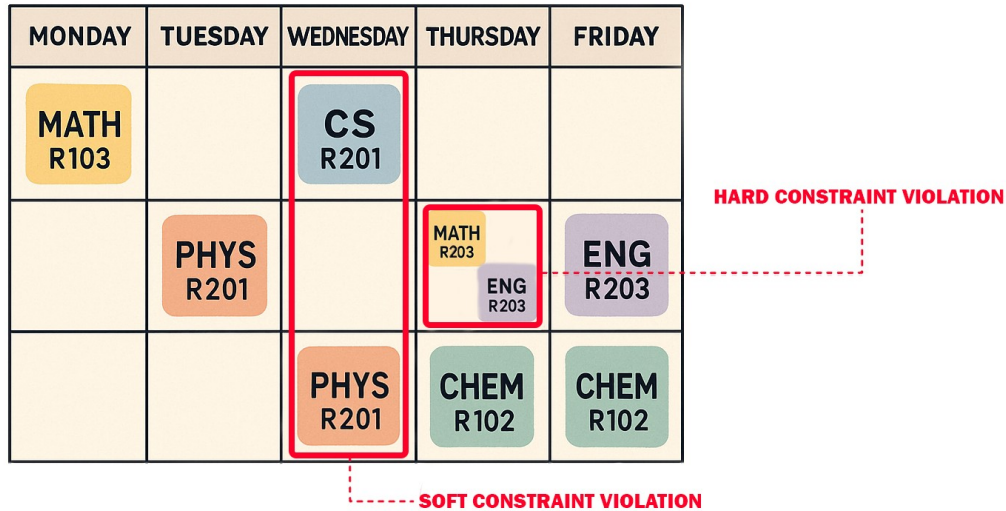 MONDAY
TUESDAY
WEDNESDAY
THURSDAY
FRIDAY
MATH
R103
CS
R201
HARD CONSTRAINT VIOLATION
PHYS
R201
MATH
R203
ENG
R203
ENG
R203
PHYS
R201
CHEM
R102
CHEM
R102
SOFT CONSTRAINT VIOLATION